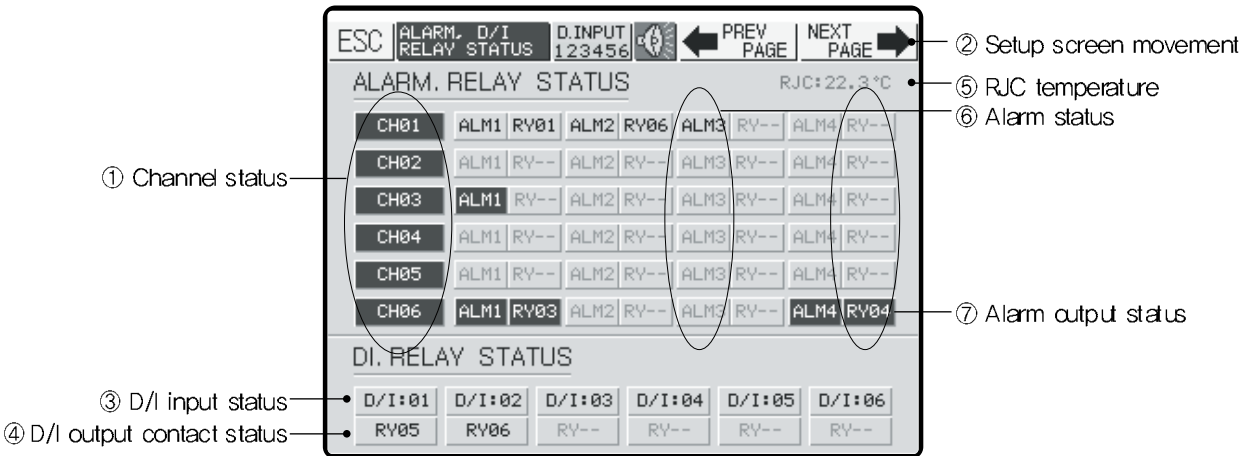 ESC ALARM. D/I RELAY STATUS D.INPUT 123456 PREV PAGE NEXT PAGE
② Setup screen movement
ALARM. RELAY STATUS RJC:22.3°C
⑤ RJC temperature
⑥ Alarm status
CH01 ALM1 RY01 ALM2 RY06 ALM3 RY-- ALM4 RY--
① Channel status
CH02 ALM1 RY-- ALM2 RY-- ALM3 RY-- ALM4 RY--
CH03 ALM1 RY-- ALM2 RY-- ALM3 RY-- ALM4 RY--
CH04 ALM1 RY-- ALM2 RY-- ALM3 RY-- ALM4 RY--
CH05 ALM1 RY-- ALM2 RY-- ALM3 RY-- ALM4 RY--
CH06 ALM1 RY03 ALM2 RY-- ALM3 RY-- ALM4 RY04
⑦ Alarm output status
DI. RELAY STATUS
③ D/I input status
D/I:01 D/I:02 D/I:03 D/I:04 D/I:05 D/I:06
④ D/I output contact status
RY05 RY06 RY-- RY-- RY-- RY--